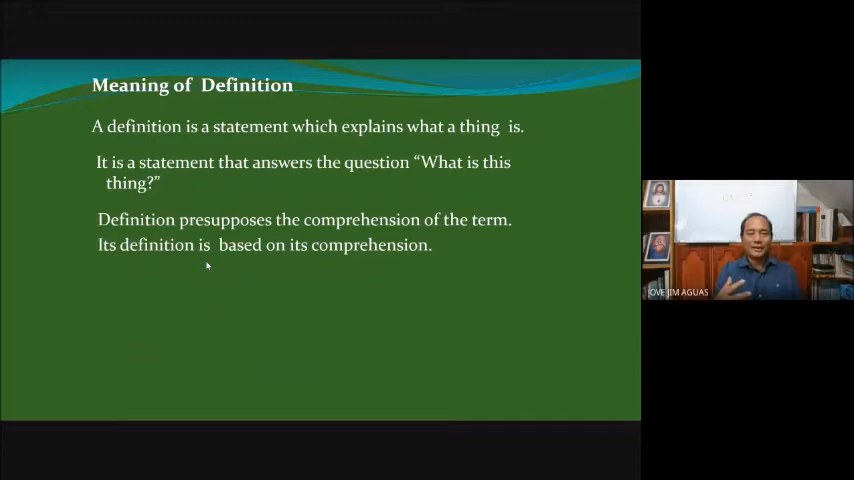 Meaning of Definition
A definition is a statement which explains what a thing is.
It is a statement that answers the question “What is this
thing?”
Definition presupposes the comprehension of the term.
Its definition is based on its comprehension.
JOVE JIM AGUAS